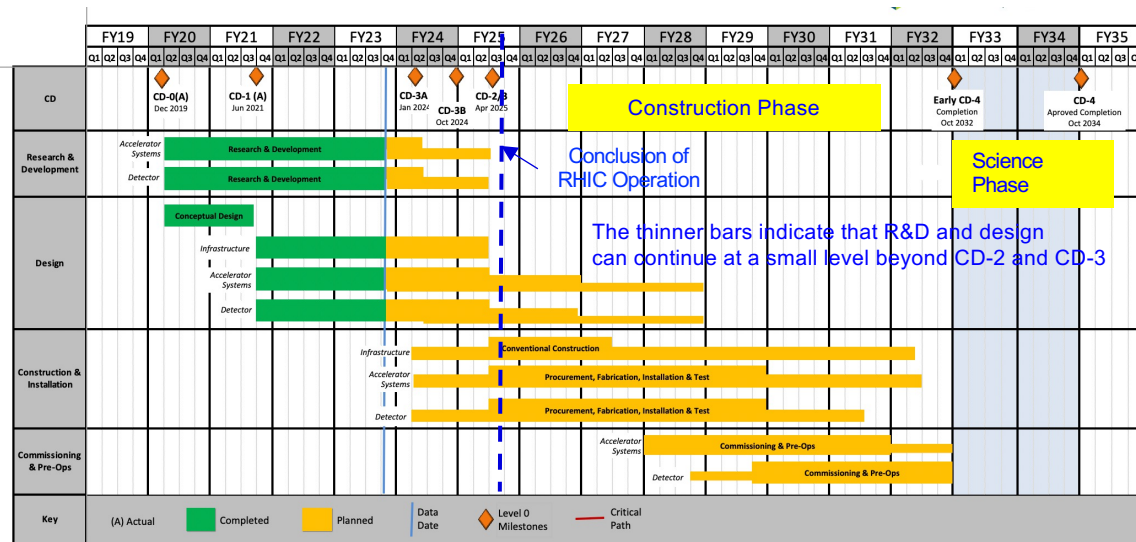 FY19 FY20 FY21 FY22 FY23 FY24 FY25 FY26 FY27 FY28 FY29 FY30 FY31 FY32 FY33 FY34 FY35
Q1 Q2 Q3 Q4 Q1 Q2 Q3 Q4 Q1 Q2 Q3 Q4 Q1 Q2 Q3 Q4 Q1 Q2 Q3 Q4 Q1 Q2 Q3 Q4 Q1 Q2 Q3 Q4 Q1 Q2 Q3 Q4 Q1 Q2 Q3 Q4 Q1 Q2 Q3 Q4 Q1 Q2 Q3 Q4 Q1 Q2 Q3 Q4 Q1 Q2 Q3 Q4 Q1 Q2 Q3 Q4 Q1 Q2 Q3 Q4 Q1 Q2 Q3 Q4 Q1 Q2 Q3 Q4
CD
CD-0(A)
Dec 2019
CD-1 (A)
Jun 2021
CD-3A
Jan 2024
CD-3B
Oct 2024
CD-2/3
Apr 2025
Construction Phase
Early CD-4
Completion
Oct 2032
CD-4
Aproved Completion
Oct 2034
Research &
Development
Accelerator
Systems
Research & Development
Detector
Research & Development
Conclusion of
RHIC Operation
Science
Phase
Design
Conceptual Design
Infrastructure
Accelerator
Systems
Detector
The thinner bars indicate that R&D and design
can continue at a small level beyond CD-2 and CD-3
Construction &
Installation
Infrastructure
Conventional Construction
Accelerator
Systems
Procurement, Fabrication, Installation & Test
Detector
Procurement, Fabrication, Installation & Test
Commissioning
& Pre-Ops
Accelerator
Systems
Commissioning & Pre-Ops
Detector
Commissioning & Pre-Ops
Key
(A) Actual
Completed
Planned
Data
Date
Level 0
Milestones
Critical
Path